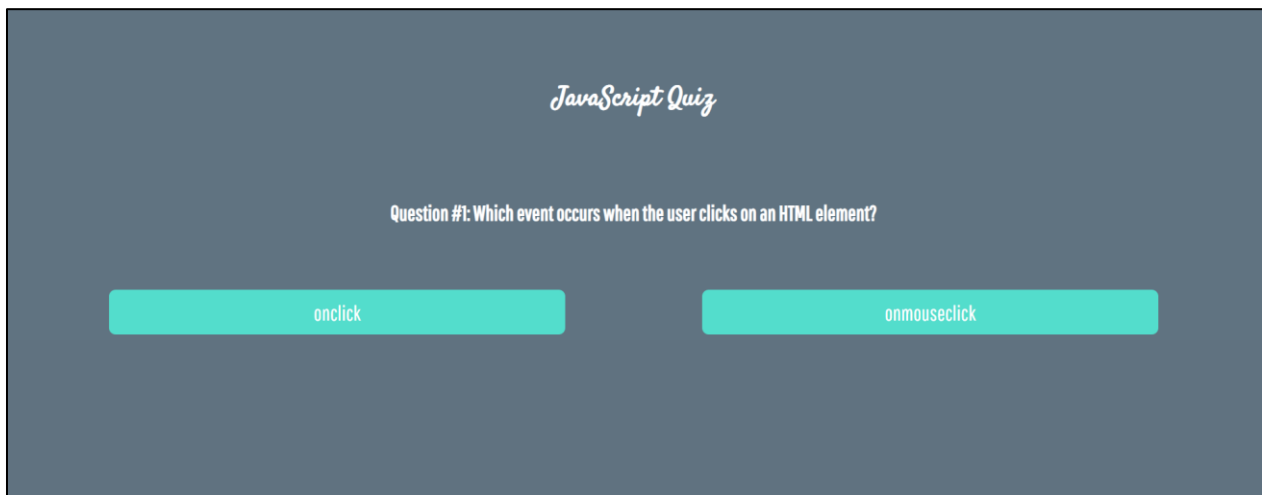 JavaScript Quiz
Question #1: Which event occurs when the user clicks on an HTML element?
onclick
onmouseclick